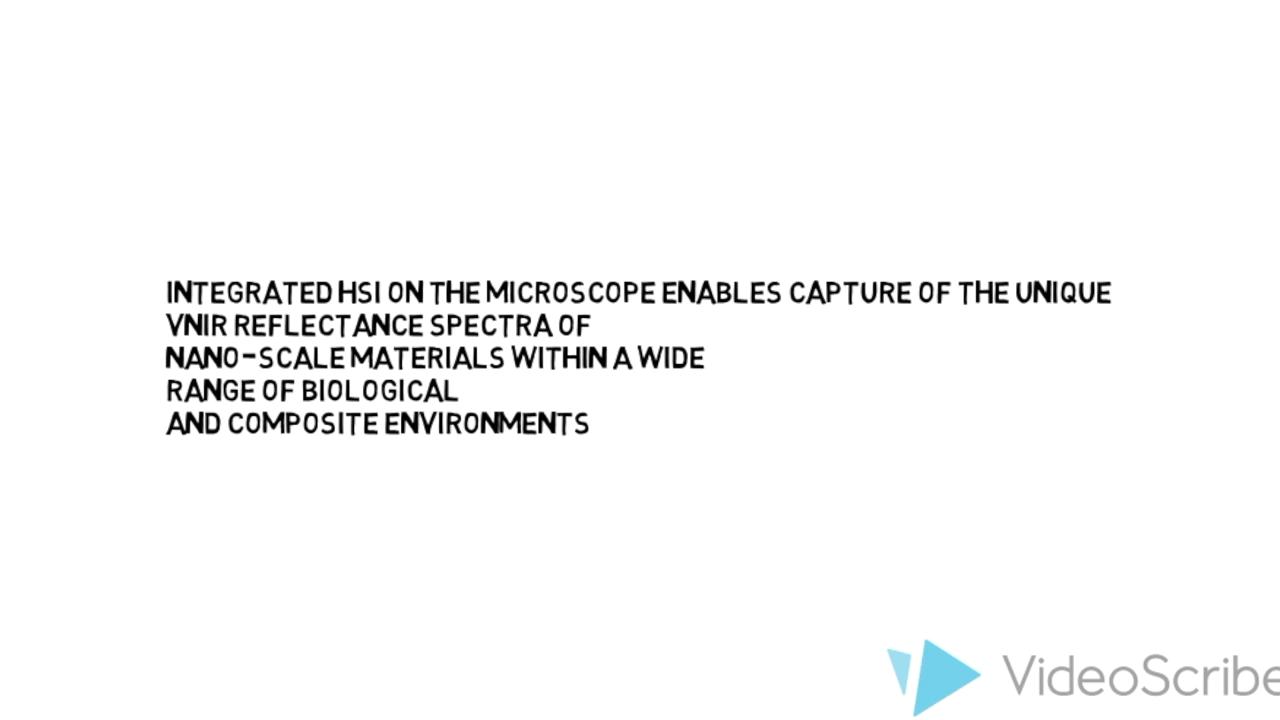 INTEGRATED HSI ON THE MICROSCOPE ENABLES CAPTURE OF THE UNIQUE
VNIR REFLECTANCE SPECTRA OF
NANO-SCALE MATERIALS WITHIN A WIDE
RANGE OF BIOLOGICAL
AND COMPOSITE ENVIRONMENTS
VideoScribe